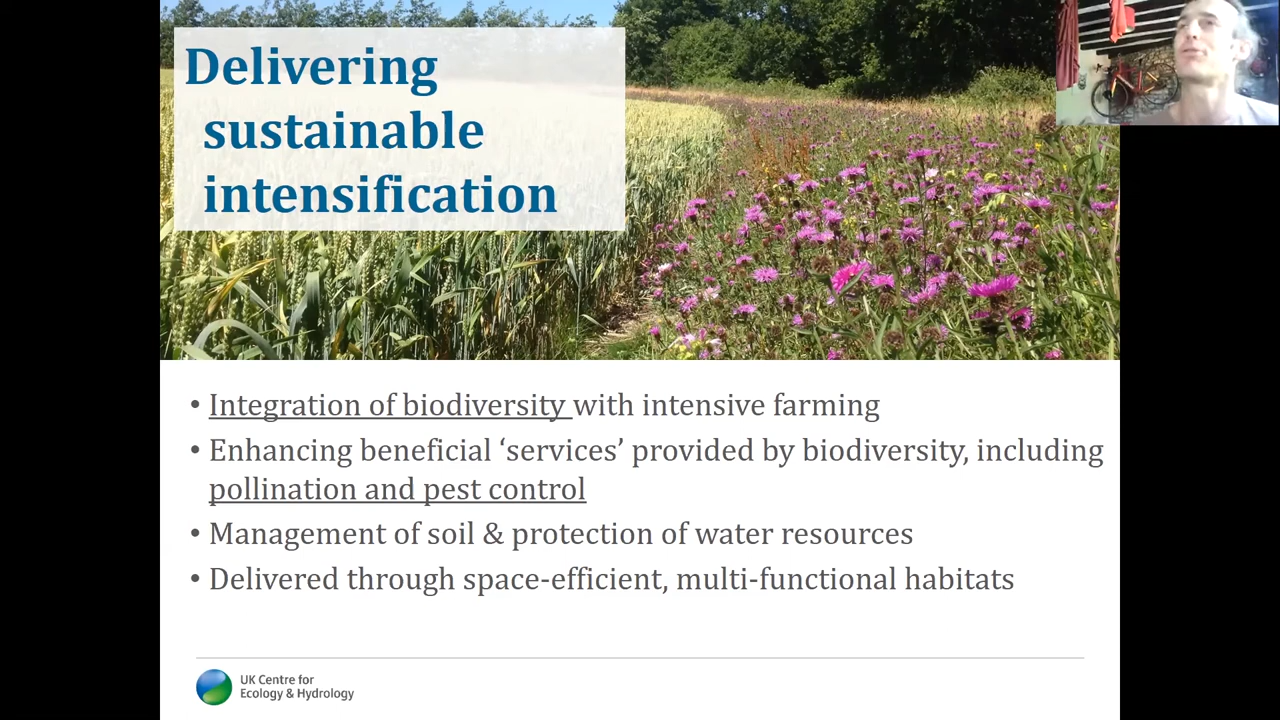 Delivering
sustainable
intensification
• Integration of biodiversity with intensive farming
• Enhancing beneficial ‘services’ provided by biodiversity, including
pollination and pest control
• Management of soil & protection of water resources
• Delivered through space-efficient, multi-functional habitats
UK Centre for
Ecology & Hydrology